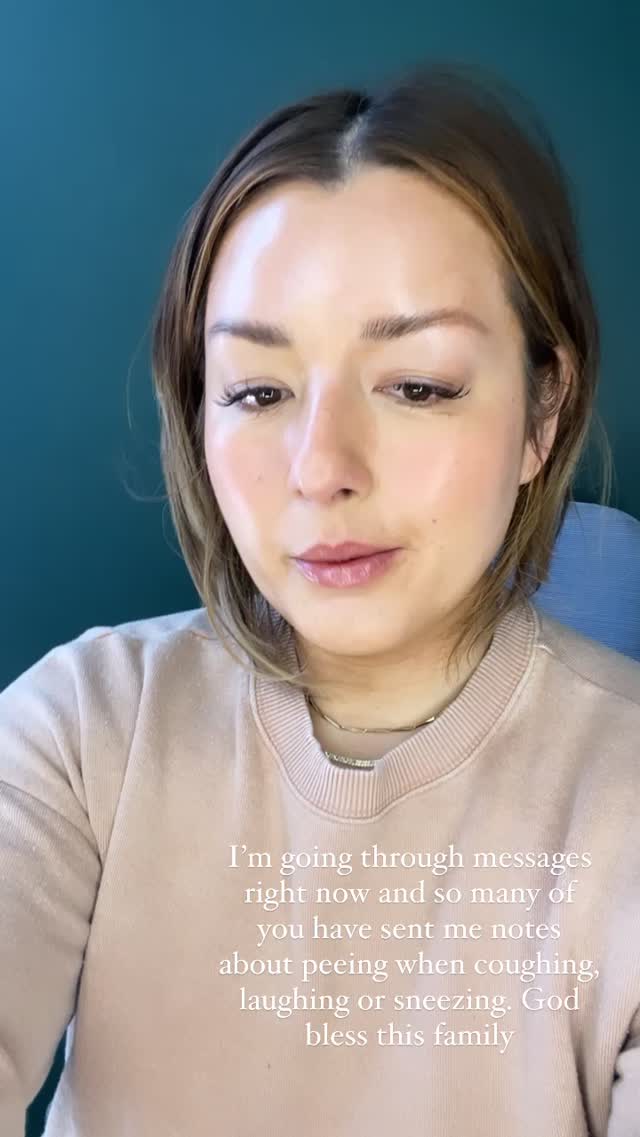 I’m going through messages
right now and so many of
you have sent me notes
about peeing when coughing,
laughing or sneezing. God
bless this family